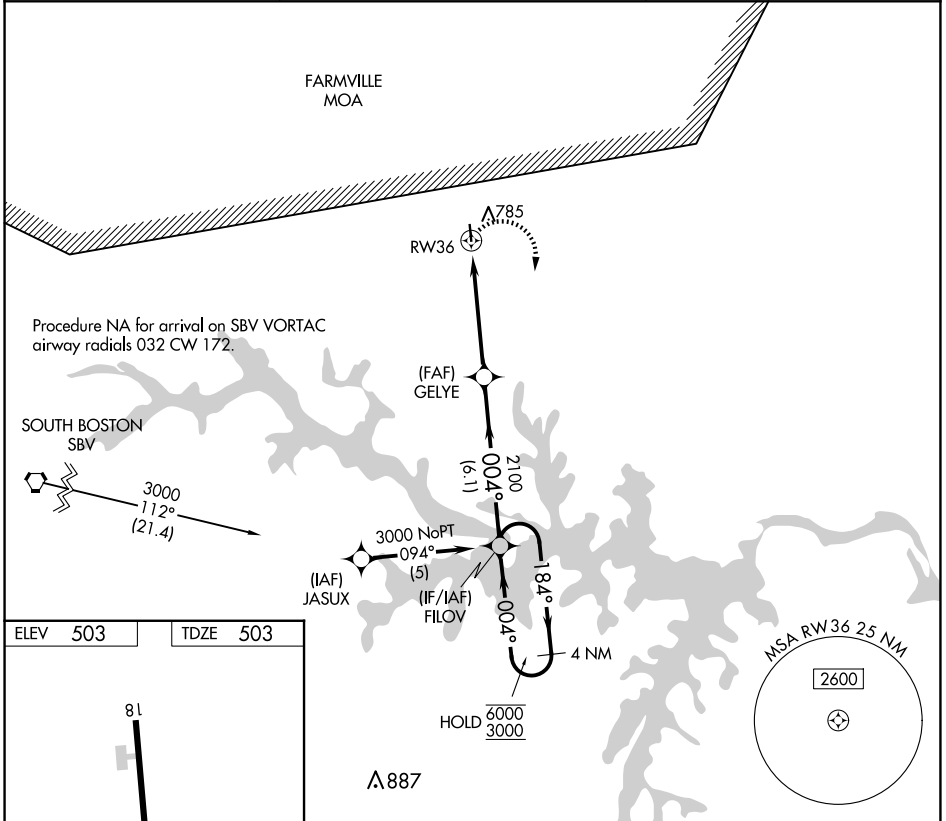 FARMVILLE
MOA
785
RW36
Procedure NA for arrival on SBV VORTAC
airway radials 032 CW 172.
(FAF)
GELYE
SOUTH BOSTON
SBV
3000
112°
(21.4)
2100
004°
(6.1)
3000 NoPT
094°
(5)
(IAF)
JASUX
(IF/IAF)
FILOV
184°
004°
4 NM
HOLD 6000
3000
887
MSA RW36 25 NM
2600
ELEV 503
TDZE 503
18